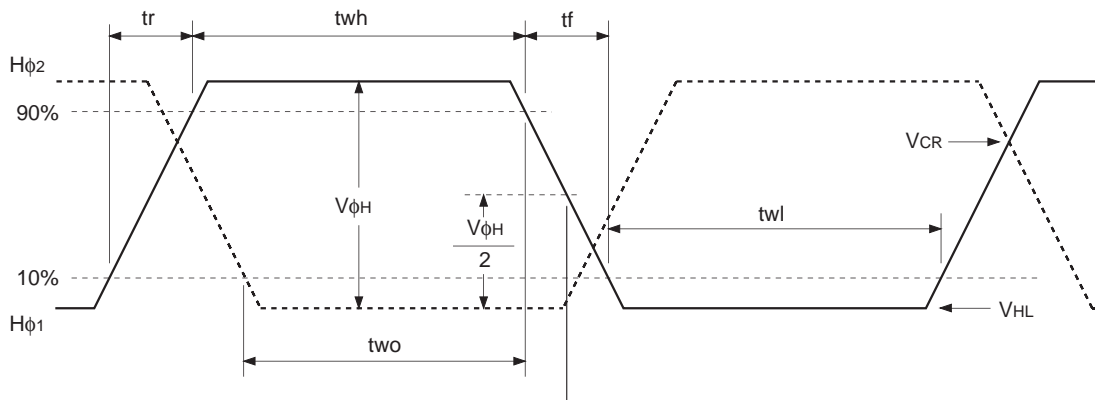 tr
twh
tf
Hϕ2
90%
VCR
VϕH
VϕH
2
twl
10%
VHL
Hϕ1
two